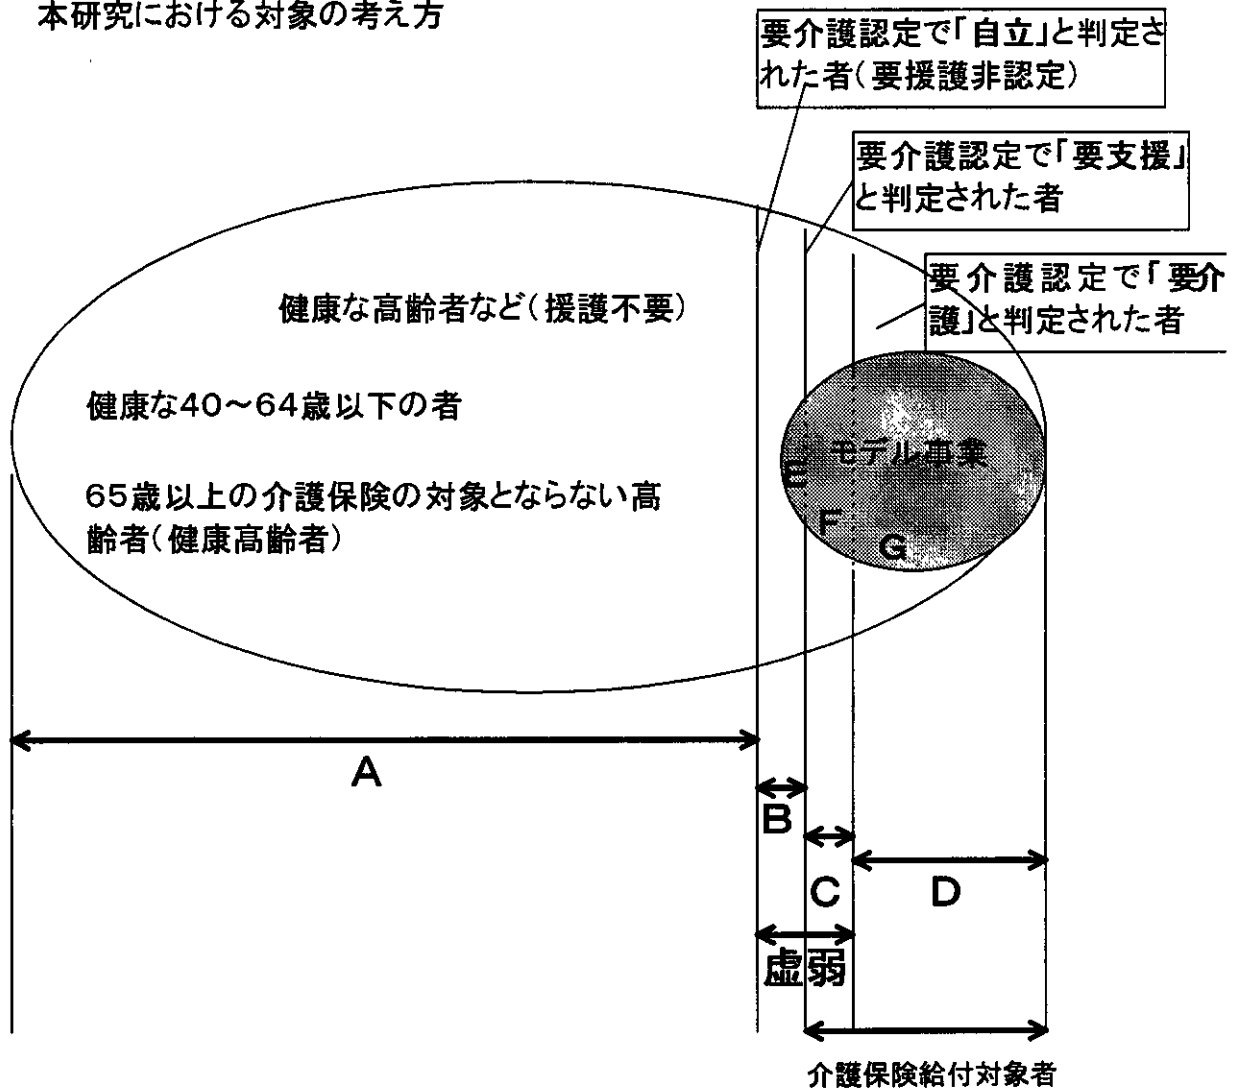 本研究における対象の考え方
要介護認定で「自立」と判定さ
れた者(要援護非認定)
要介護認定で「要支援」
と判定された者
要介護認定で「要介
護」と判定された者
健康な高齢者など(援護不要)
健康な40~64歳以下の者
65歳以上の介護保険の対象とならない高
齢者(健康高齢者)
モデル事業
E
F
G
A
B
C
D
虚弱
介護保険給付対象者